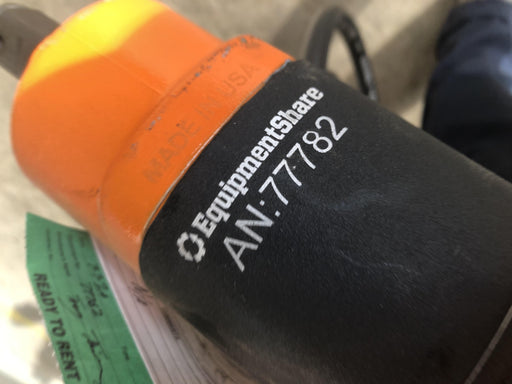 MADE IN USA
EquipmentShare
AN:77782
READY TO RENT